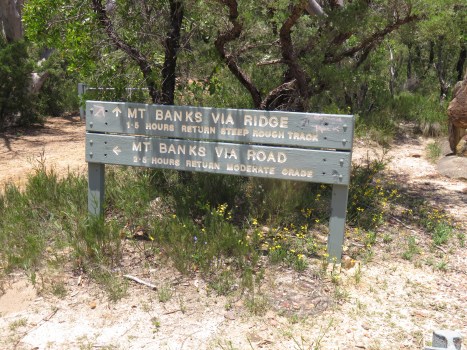 ↑ MT BANKS VIA RIDGE
1·5 HOURS RETURN STEEP ROUGH TRACK
← MT BANKS VIA ROAD
2·5 HOURS RETURN MODERATE GRADE